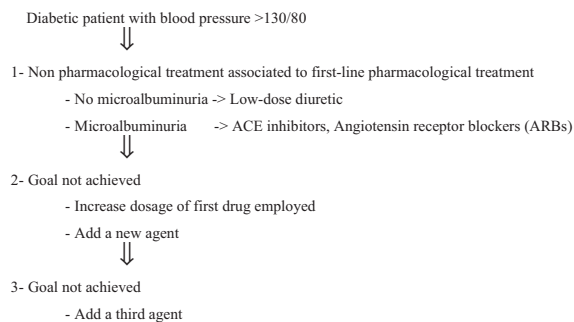 Diabetic patient with blood pressure >130/80
1- Non pharmacological treatment associated to first-line pharmacological treatment
- No microalbuminuria -> Low-dose diuretic
- Microalbuminuria -> ACE inhibitors, Angiotensin receptor blockers (ARBs)
2- Goal not achieved
- Increase dosage of first drug employed
- Add a new agent
3- Goal not achieved
- Add a third agent